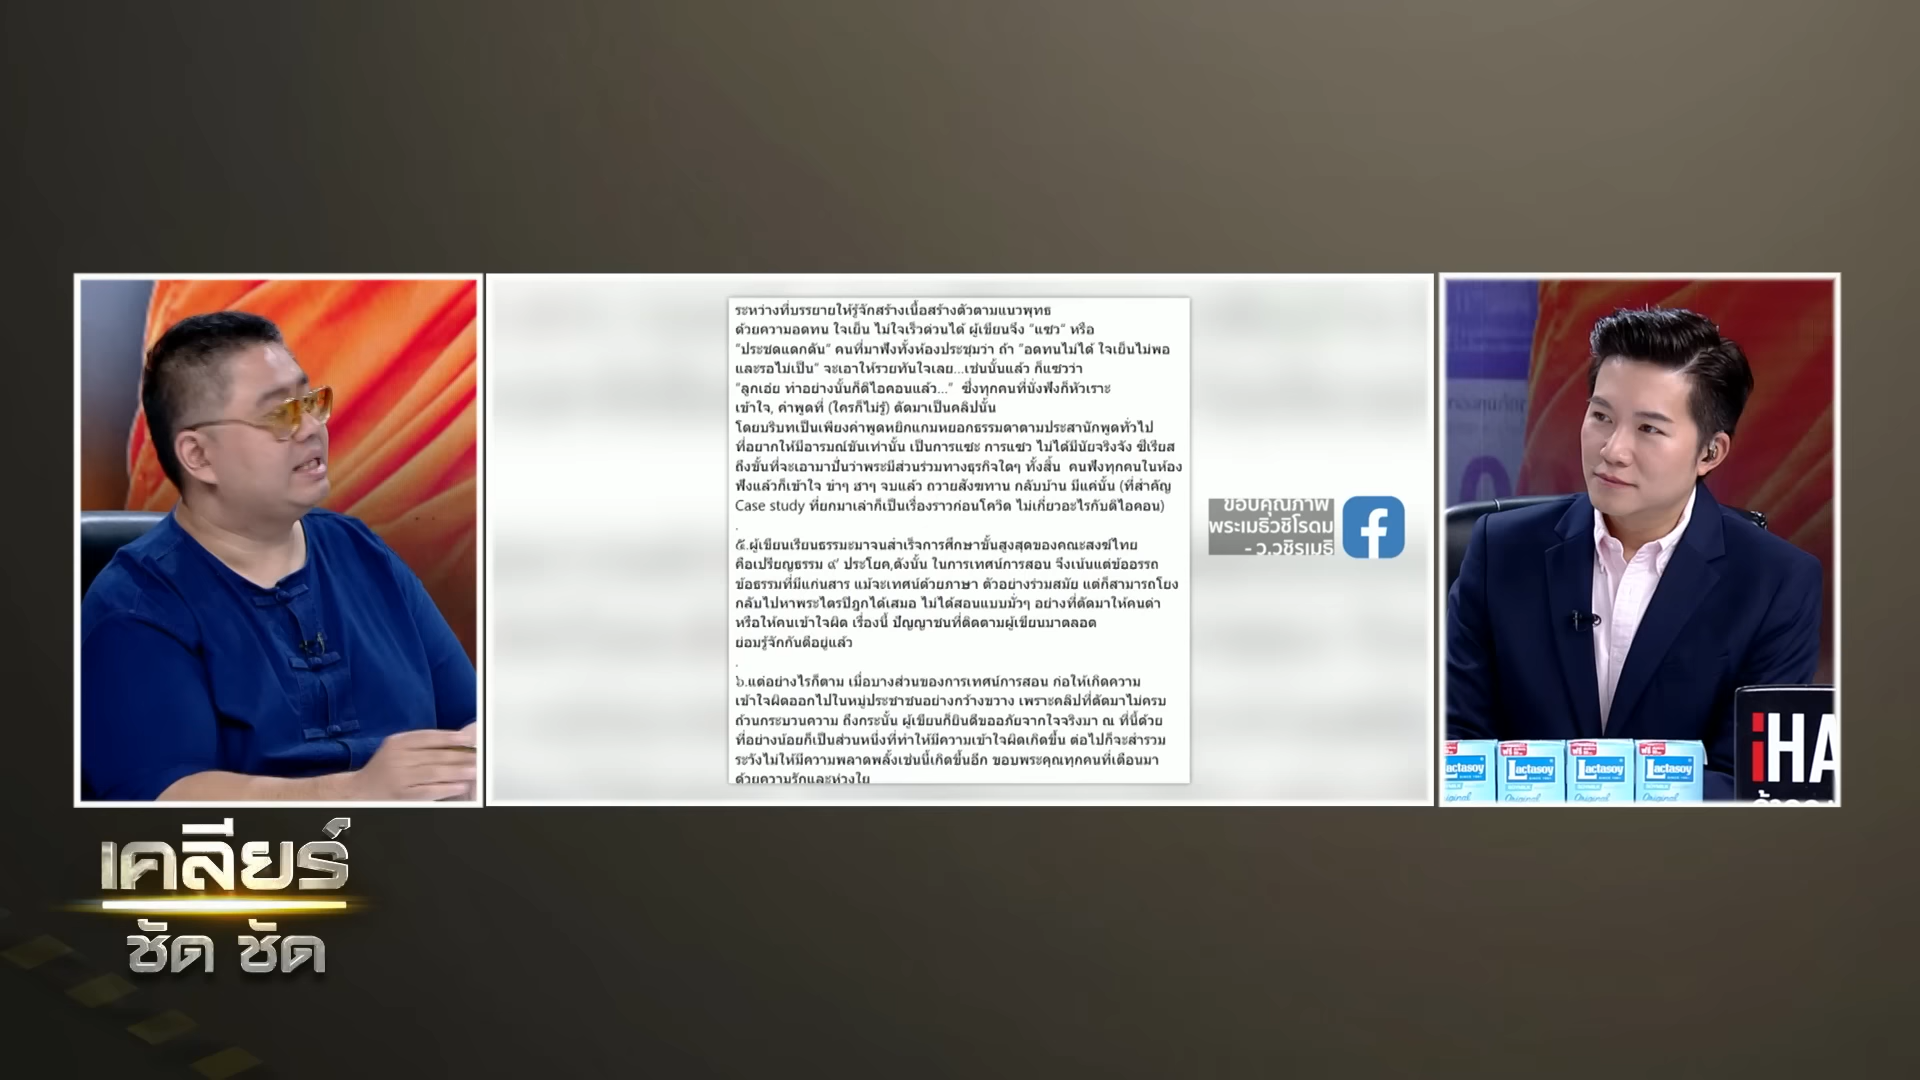 ระหว่างที่บรรยายให้รู้จักสร้างเนื้อสร้างตัวตามแนวพุทธ
ด้วยความอดทน ใจเย็น ไม่ใจเร็วด่วนได้ ผู้เขียนจึง “แซว” หรือ
“ประชดแดกดัน” คนที่มาฟังทั้งห้องประชุมว่า ถ้า “อดทนไม่ได้ ใจเย็นไม่พอ
และรอไม่เป็น” จะเอาให้รวยทันใจเลย...เช่นนั้นแล้ว ก็แซวว่า
“ลูกเอ่ย ทำอย่างนั้นก็ดิไอคอนแล้ว...” ซึ่งทุกคนที่นั่งฟังก็หัวเราะ
เข้าใจ, คำพูดที่ (ใครก็ไม่รู้) ตัดมาเป็นคลิปนั้น
โดยบริบทเป็นเพียงคำพูดหยิกแกมหยอกธรรมดาตามประสานักพูดทั่วไป
ที่อยากให้มีอารมณ์ขันเท่านั้น เป็นการแซะ การแซว ไม่ได้มีนัยจริงจัง ซีเรียส
ถึงขั้นที่จะเอามาปั่นว่าพระมีส่วนร่วมทางธุรกิจใดๆ ทั้งสิ้น คนฟังทุกคนในห้อง
ฟังแล้วก็เข้าใจ ขำๆ ฮาๆ จบแล้ว ถวายสังฆทาน กลับบ้าน มีแค่นั้น (ที่สำคัญ
Case study ที่ยกมาเล่าก็เป็นเรื่องราวก่อนโควิด ไม่เกี่ยวอะไรกับดิไอคอน)
.
๕.ผู้เขียนเรียนธรรมะมาจนสำเร็จการศึกษาขั้นสูงสุดของคณะสงฆ์ไทย
คือเปรียญธรรม ๙ ประโยค,ดังนั้น ในการเทศน์การสอน จึงเน้นแต่ข้ออรรถ
ข้อธรรมที่มีแก่นสาร แม้จะเทศน์ด้วยภาษา ตัวอย่างร่วมสมัย แต่ก็สามารถโยง
กลับไปหาพระไตรปิฎกได้เสมอ ไม่ได้สอนแบบมั่วๆ อย่างที่ตัดมาให้คนด่า
หรือให้คนเข้าใจผิด เรื่องนี้ ปัญญาชนที่ติดตามผู้เขียนมาตลอด
ย่อมรู้จักกันดีอยู่แล้ว
.
๖.แต่อย่างไรก็ตาม เมื่อบางส่วนของการเทศน์การสอน ก่อให้เกิดความ
เข้าใจผิดออกไปในหมู่ประชาชนอย่างกว้างขวาง เพราะคลิปที่ตัดมาไม่ครบ
ถ้วนกระบวนความ ถึงกระนั้น ผู้เขียนก็ยินดีขออภัยจากใจจริงมา ณ ที่นี้ด้วย
ที่อย่างน้อยก็เป็นส่วนหนึ่งที่ทำให้มีความเข้าใจผิดเกิดขึ้น ต่อไปก็จะสำรวม
ระวังไม่ให้มีความพลาดพลั้งเช่นนี้เกิดขึ้นอีก ขอบพระคุณทุกคนที่เตือนมา
ด้วยความรักและห่วงใย
ขอบคุณภาพ
พระเมธีวชิโรดม
- ว.วชิรเมธี
f
Lactasoy Lactasoy Lactasoy Lactasoy
Original Original Original Original
iHA
เคลียร์
ชัด ชัด